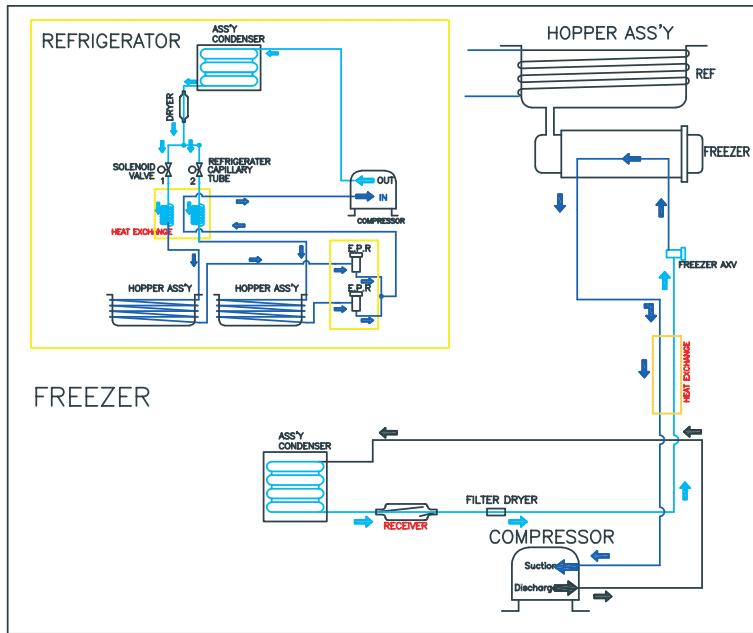 REFRIGERATOR
ASS'Y
CONDENSER
HOPPER ASS'Y
REF
DRYER
FREEZER
SOLENOID
VALVE
1
2
REFRIGERATER
CAPILLARY
TUBE
OUT
IN
COMPRESSOR
HEAT EXCHANGE
E.P.R
E.P.R
HOPPER ASS'Y
HOPPER ASS'Y
FREEZER AXV
HEAT EXCHANGE
FREEZER
ASS'Y
CONDENSER
RECEIVER
FILTER DRYER
COMPRESSOR
Suction
Discharge